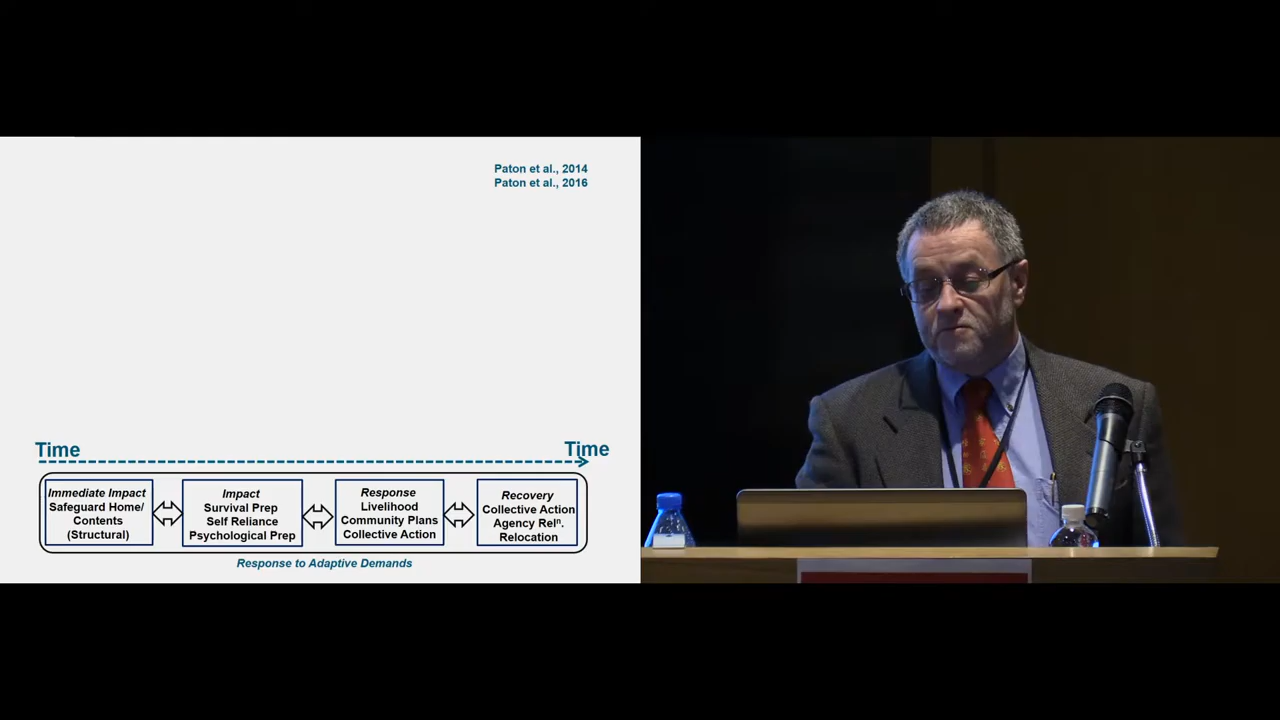 Paton et al., 2014
Paton et al., 2016
Time
Time
Immediate Impact
Safeguard Home/
Contents
(Structural)
Impact
Survival Prep
Self Reliance
Psychological Prep
Response
Livelihood
Community Plans
Collective Action
Recovery
Collective Action
Agency Relⁿ.
Relocation
Response to Adaptive Demands